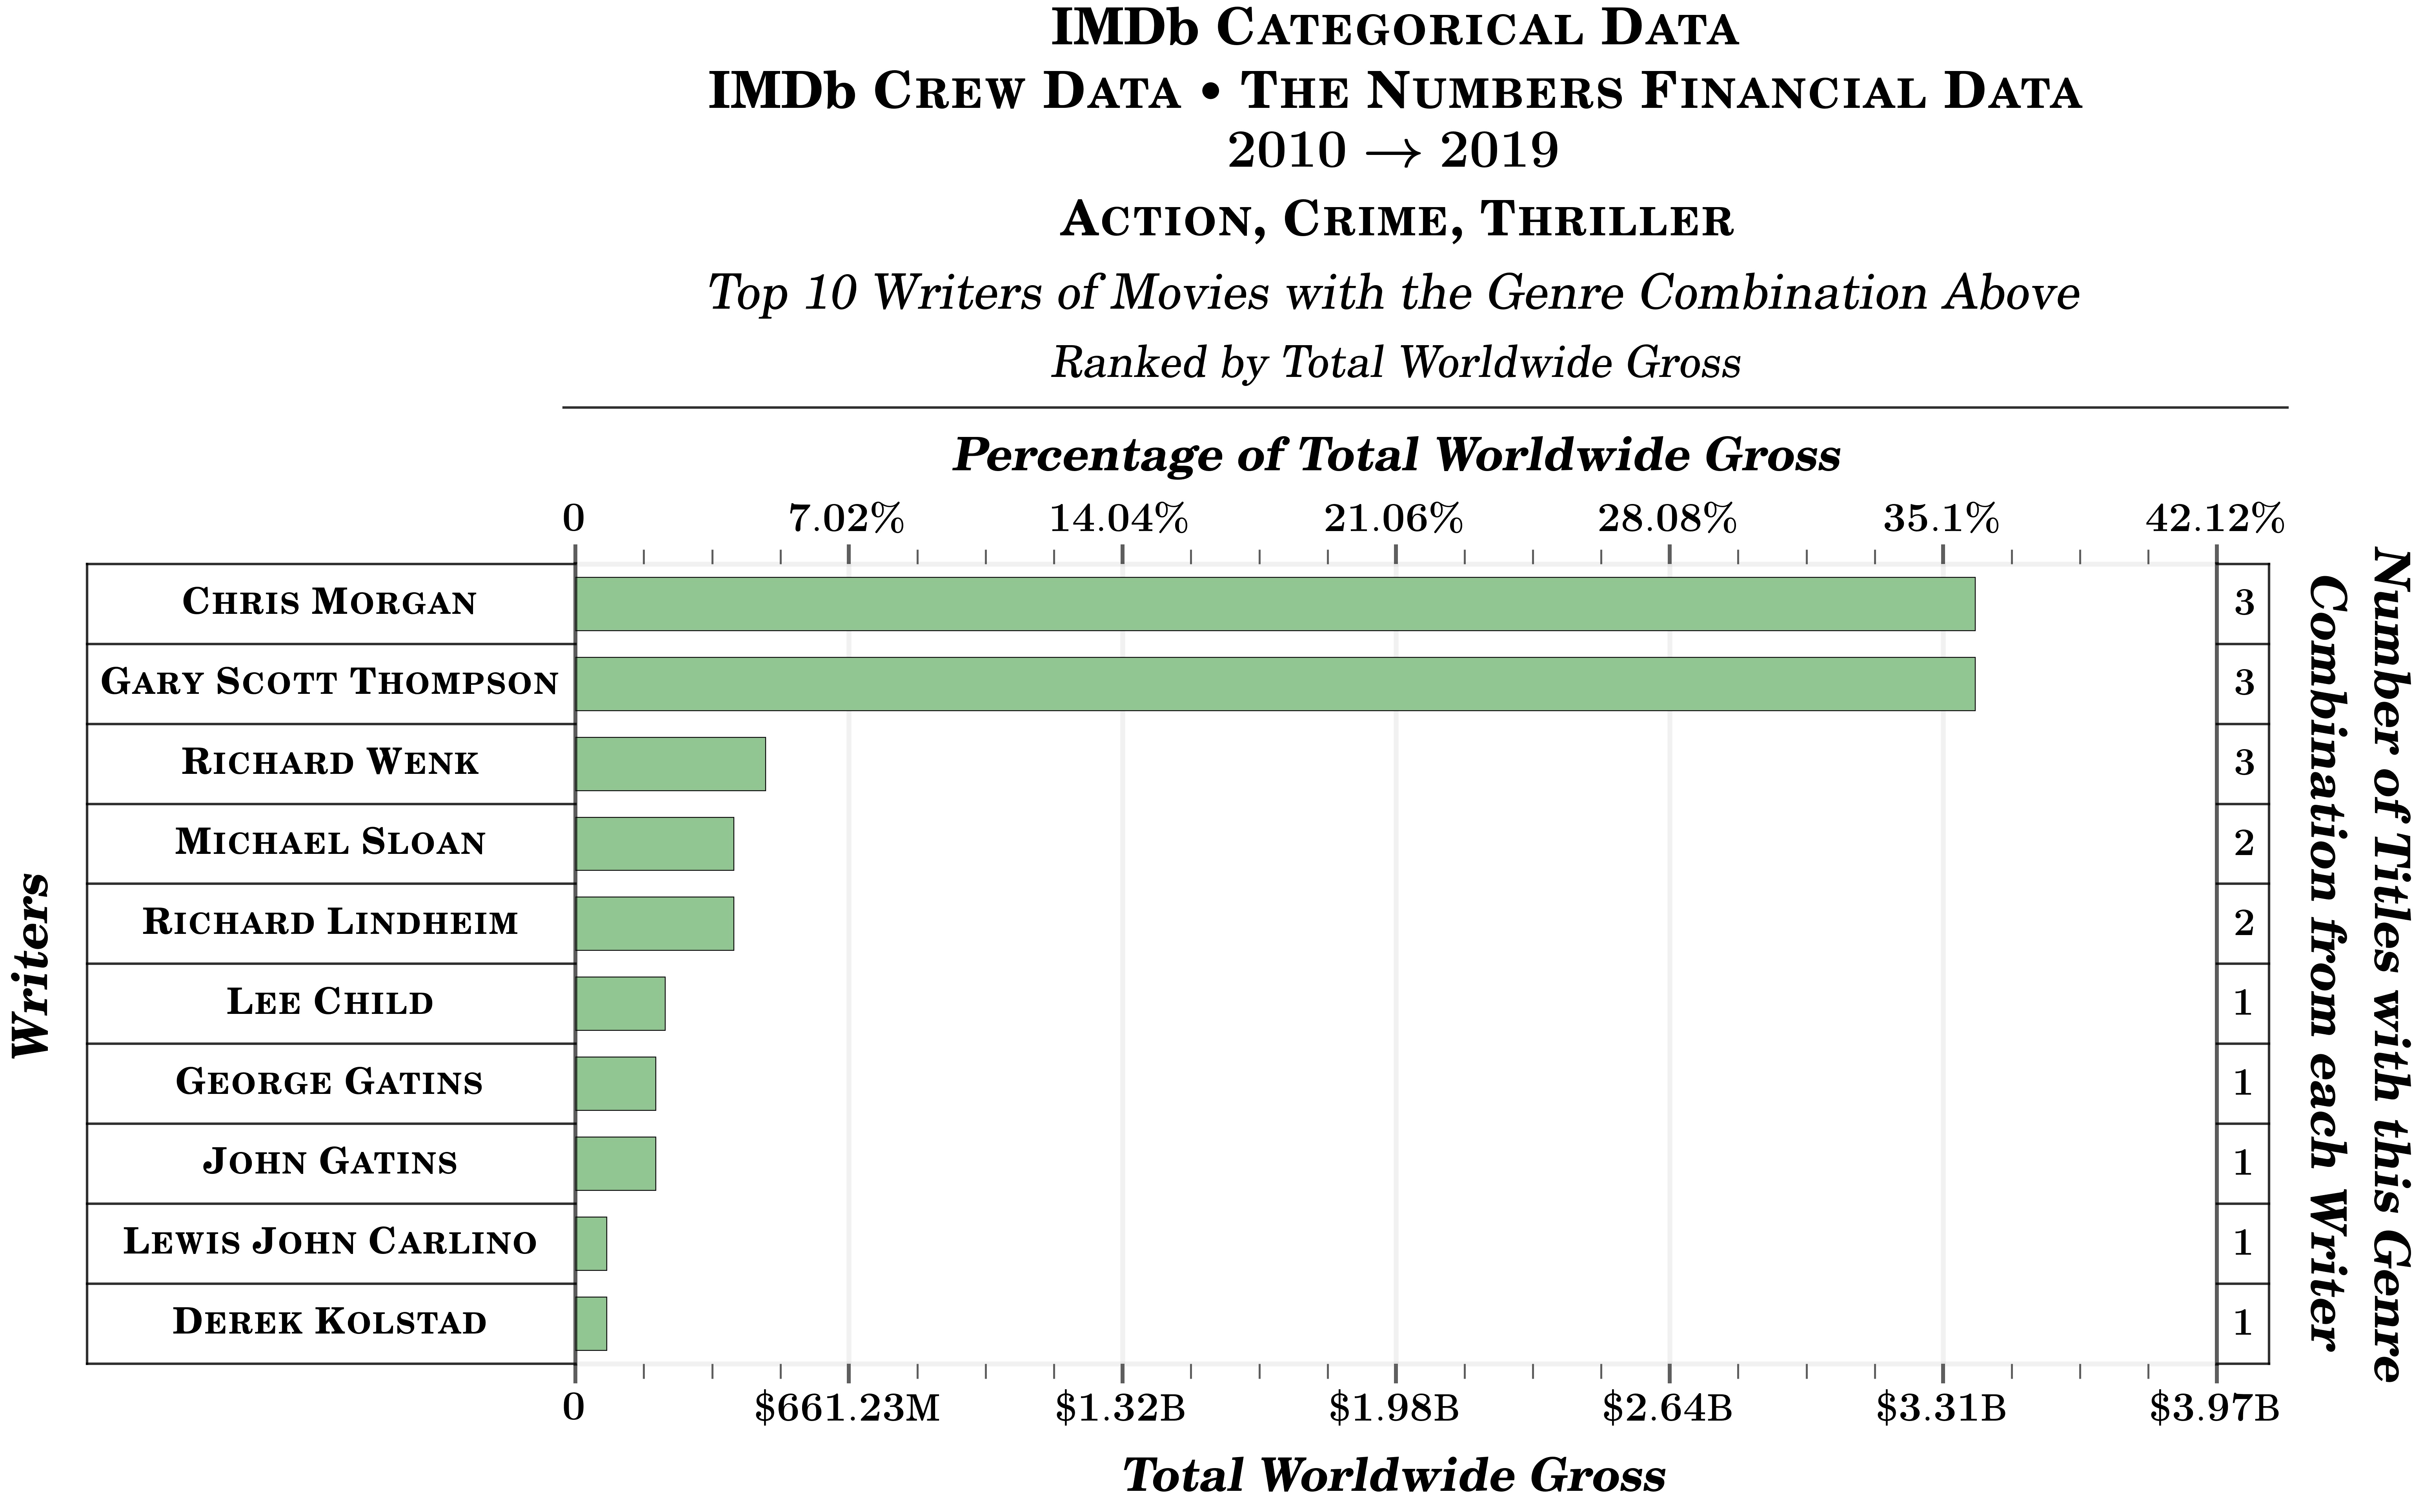 IMDb Categorical Data
IMDb Crew Data • The Numbers Financial Data
2010 → 2019
Action, Crime, Thriller
Top 10 Writers of Movies with the Genre Combination Above
Ranked by Total Worldwide Gross
Percentage of Total Worldwide Gross
0 7.02% 14.04% 21.06% 28.08% 35.1% 42.12%
Chris Morgan 3
Gary Scott Thompson 3
Richard Wenk 3
Michael Sloan 2
Richard Lindheim 2
Lee Child 1
George Gatins 1
John Gatins 1
Lewis John Carlino 1
Derek Kolstad 1
0 $661.23M $1.32B $1.98B $2.64B $3.31B $3.97B
Total Worldwide Gross
Writers
Number of Titles with this Genre
Combination from each Writer